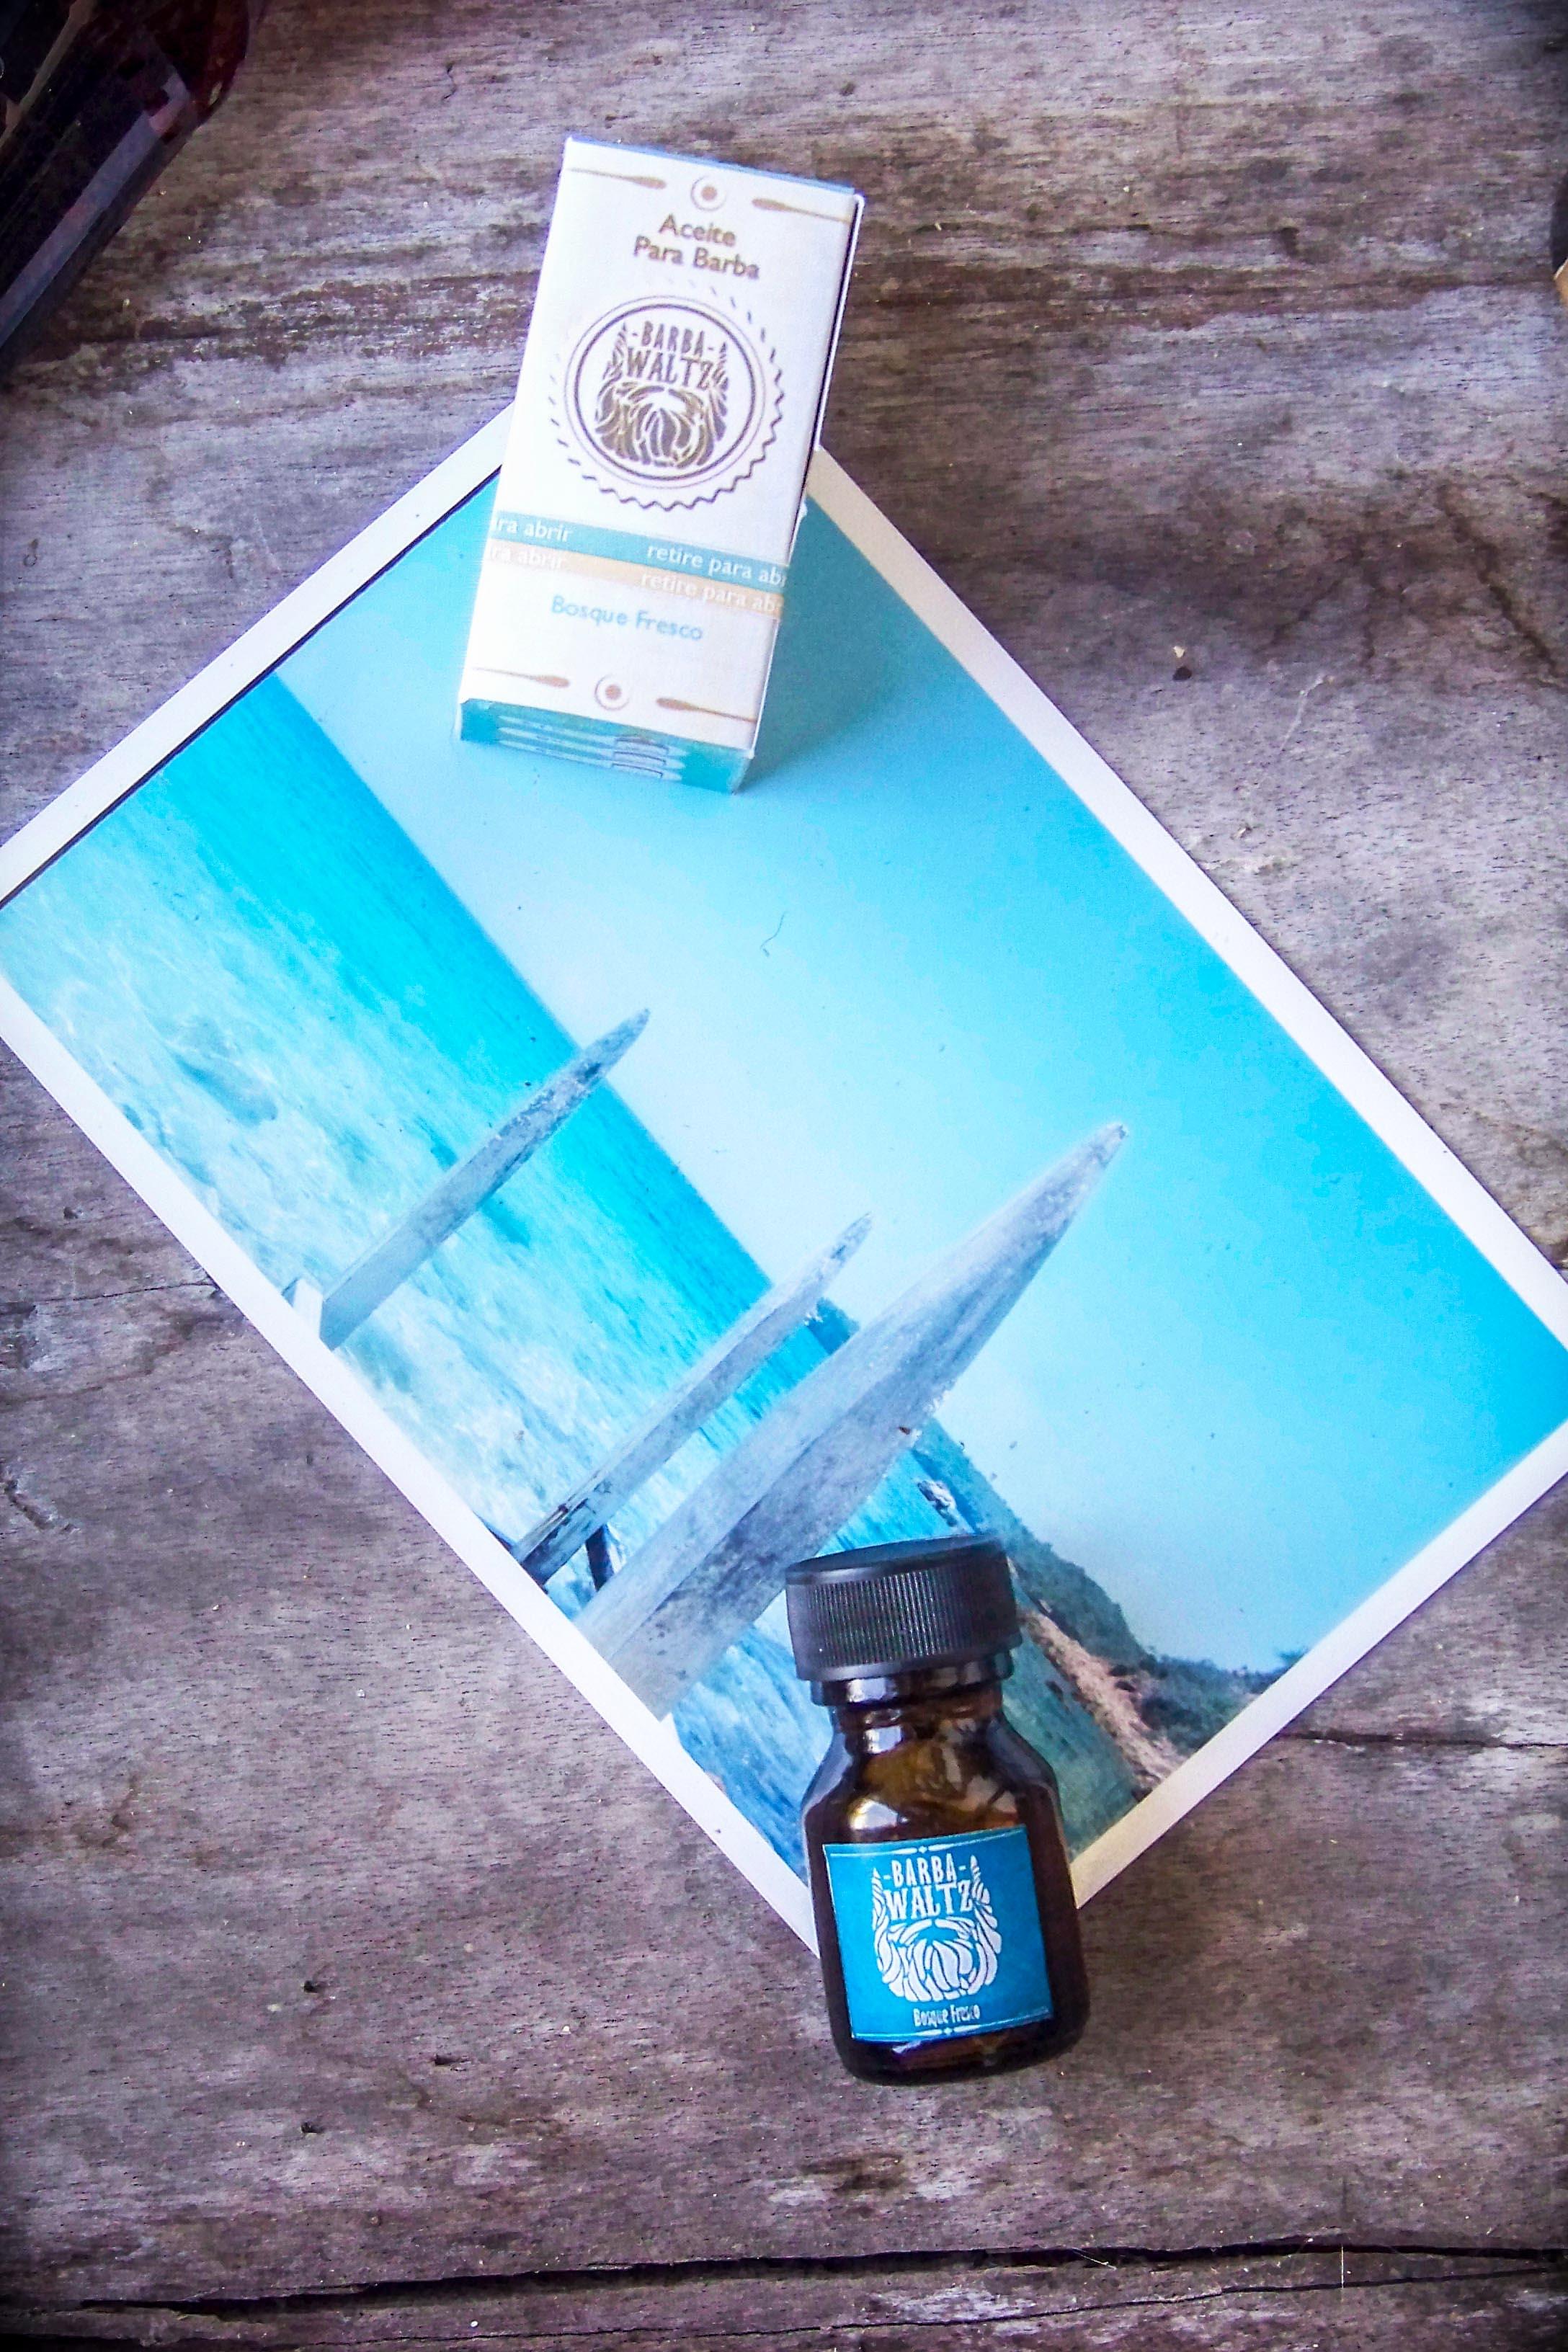 Aceite
Para Barba
-BARBA-
WALTZ
ra abrir retire para abr
ra abrir retire para abr
Bosque Fresco
-BARBA-
WALTZ
Bosque Fresco